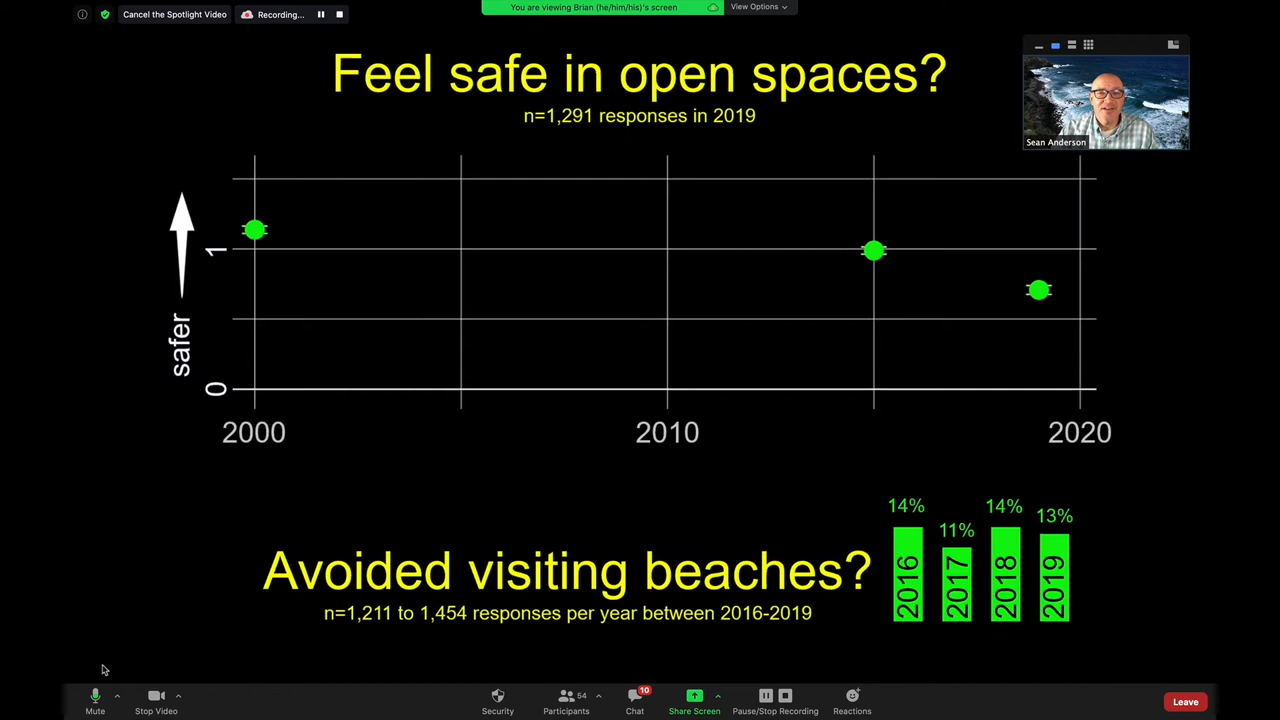 Cancel the Spotlight Video
Recording...
You are viewing Brian (he/him/his)'s screen
View Options
Feel safe in open spaces?
n=1,291 responses in 2019
Sean Anderson
safer
1
0
2000
2010
2020
Avoided visiting beaches?
n=1,211 to 1,454 responses per year between 2016-2019
14%
11%
14%
13%
2016
2017
2018
2019
Mute
Stop Video
Security
54
Participants
10
Chat
Share Screen
Pause/Stop Recording
Reactions
Leave